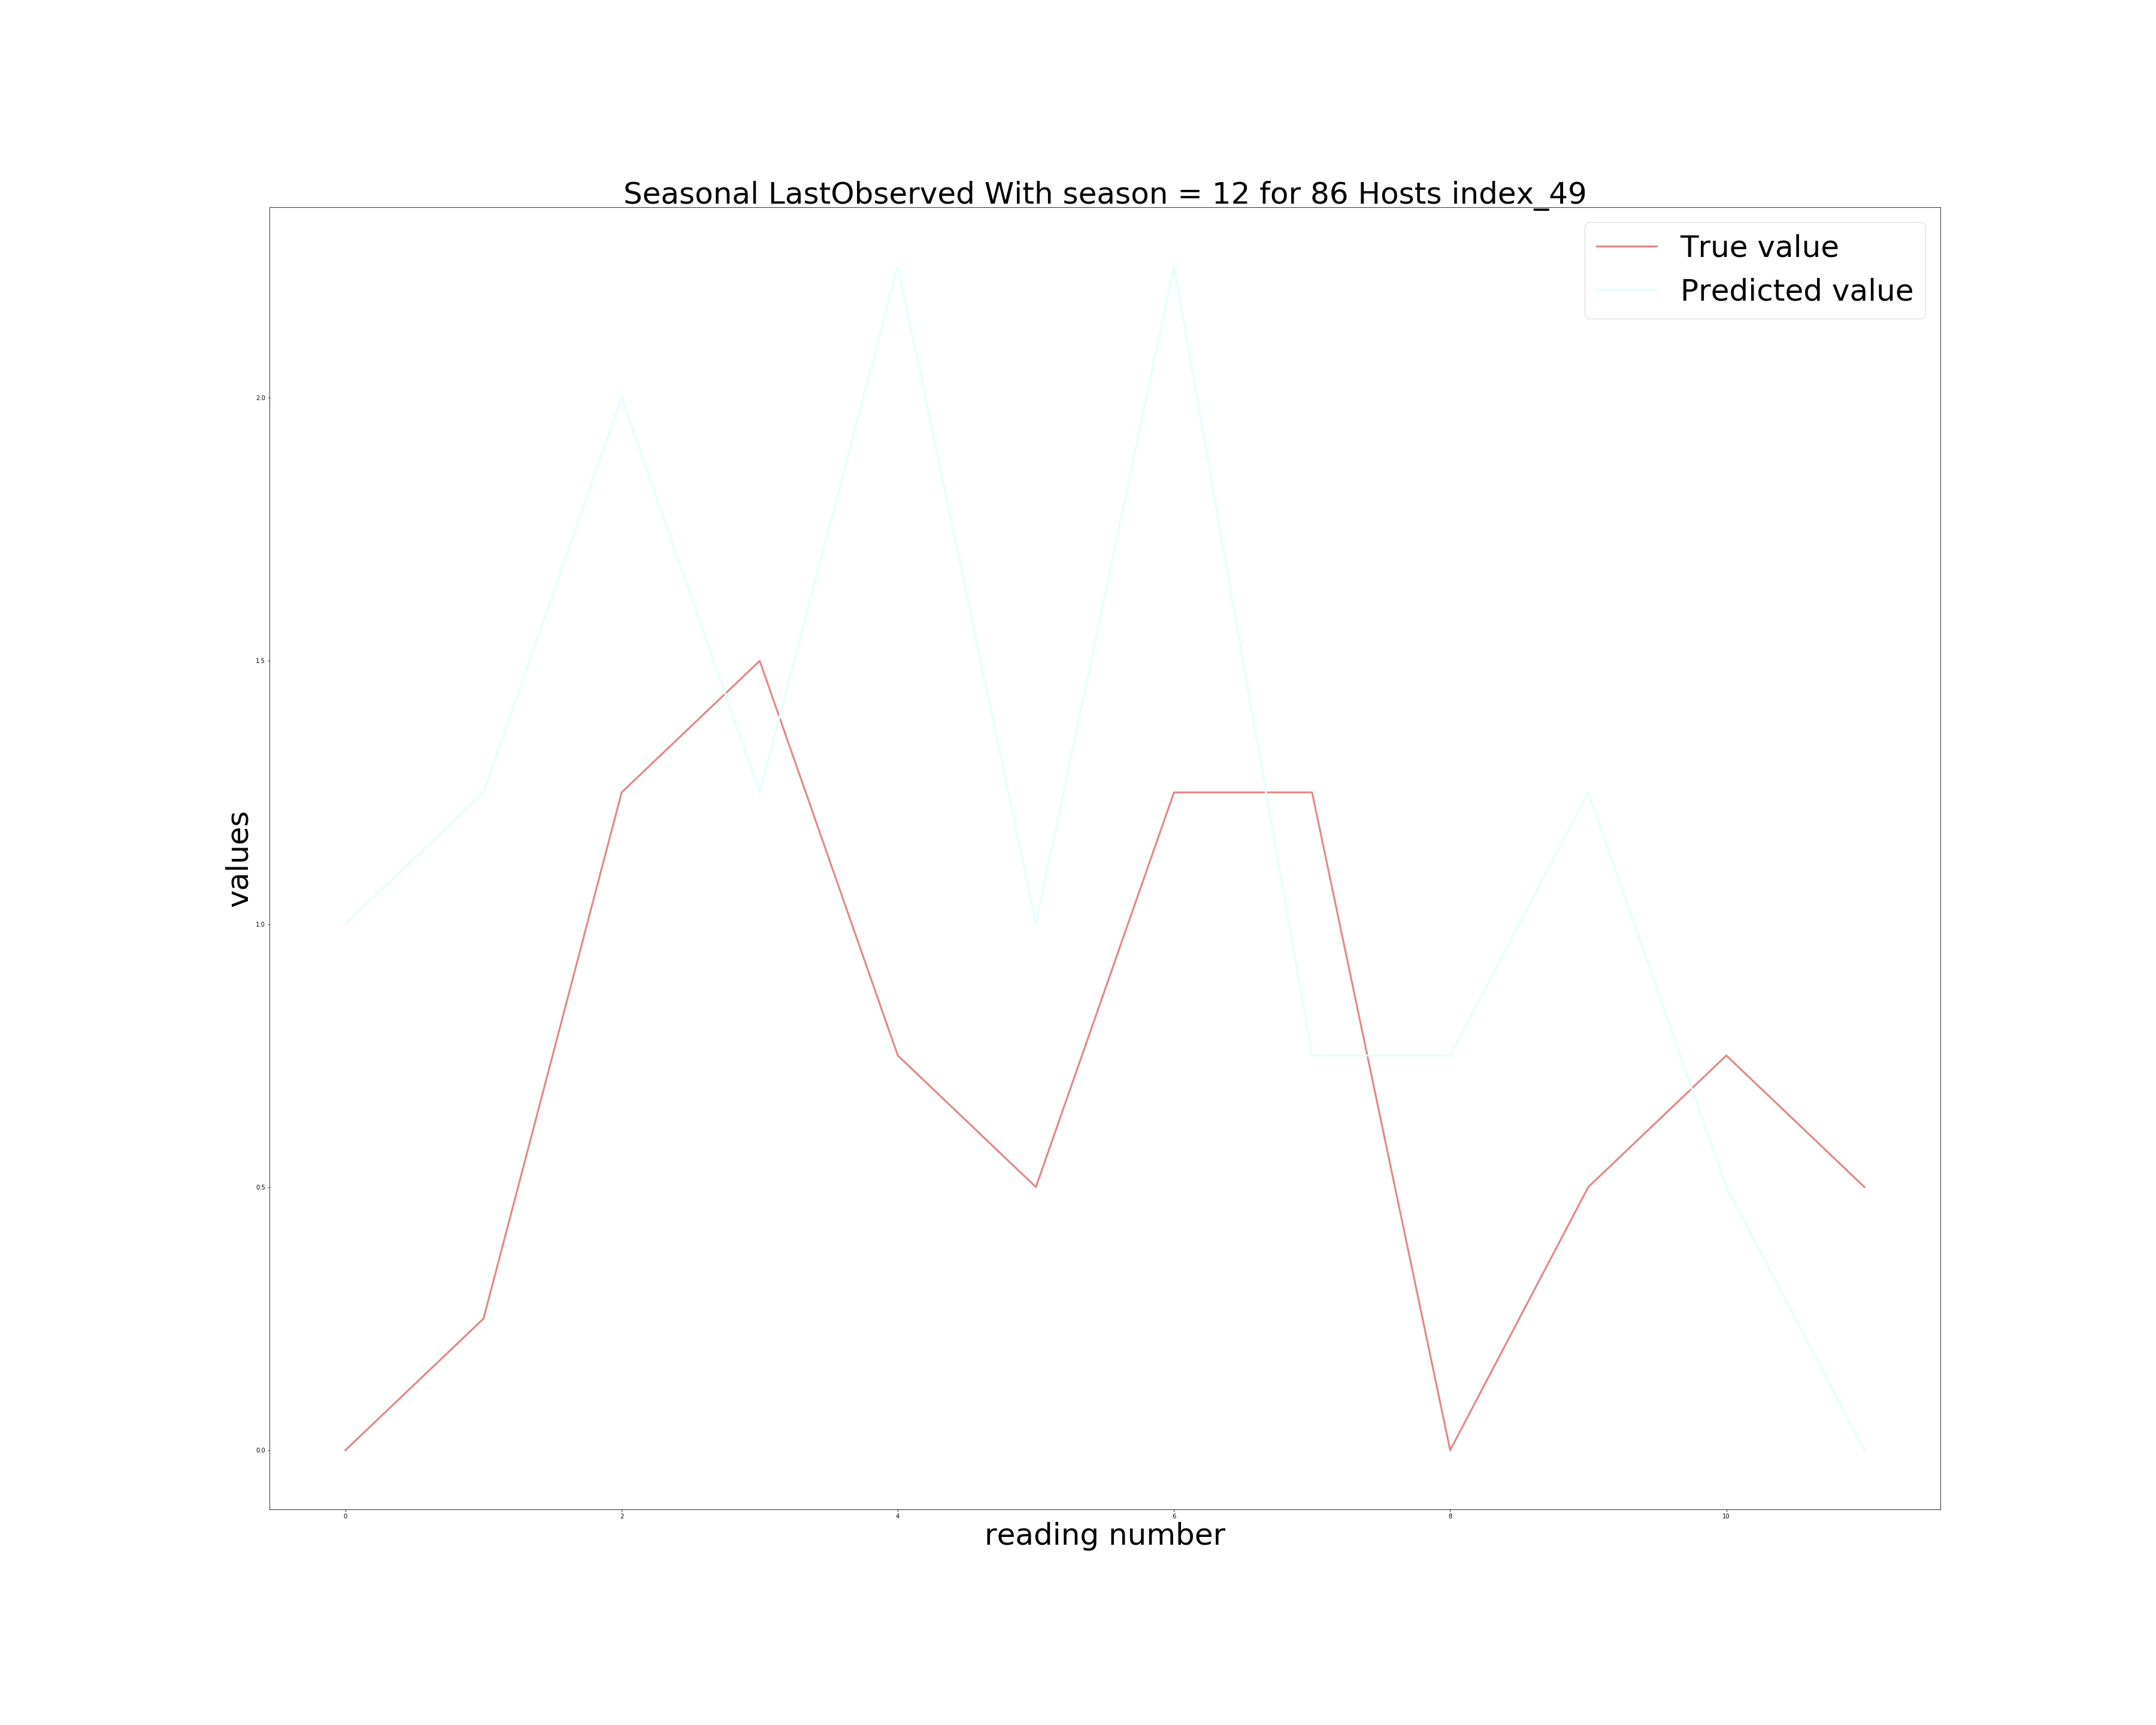 Seasonal LastObserved With season = 12 for 86 Hosts index_49
True value
Predicted value
2.0
1.5
1.0
0.5
0.0
values
0 2 4 6 8 10
reading number